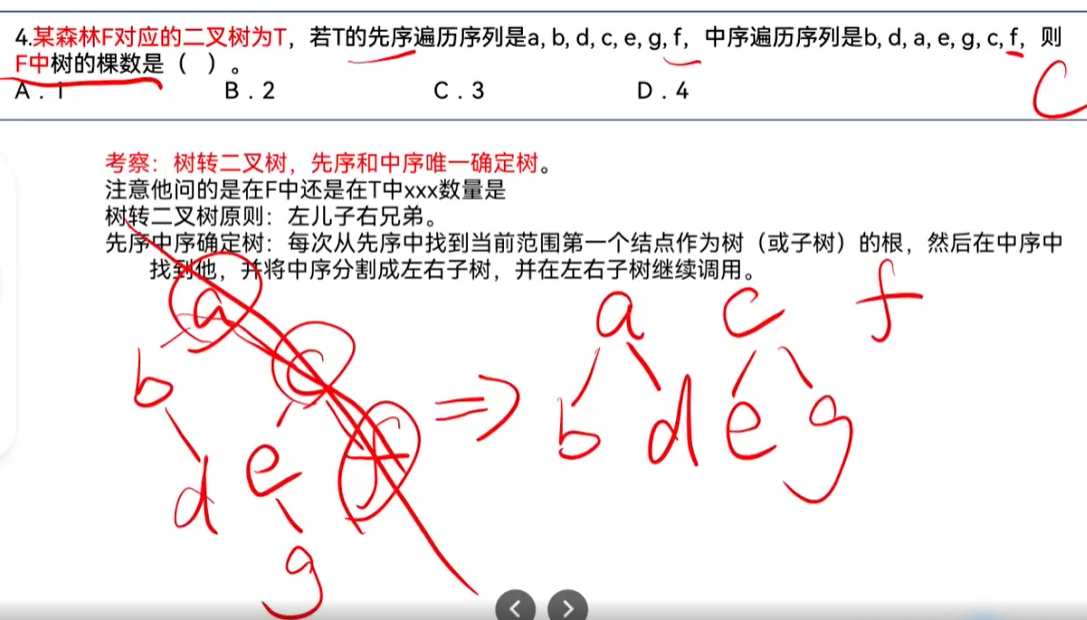 4.某森林F对应的二叉树为T，若T的先序遍历序列是a, b, d, c, e, g, f，中序遍历序列是b, d, a, e, g, c, f，则
F中树的棵数是（ ）。
A．1 B．2 C．3 D．4
C
考察：树转二叉树，先序和中序唯一确定树。
注意他问的是在F中还是在T中xxx数量是
树转二叉树原则：左儿子右兄弟。
先序中序确定树：每次从先序中找到当前范围第一个结点作为树（或子树）的根，然后在中序中
找到他，并将中序分割成左右子树，并在左右子树继续调用。
a c f
a
c
b ⇒ b d e g
e f
d
g